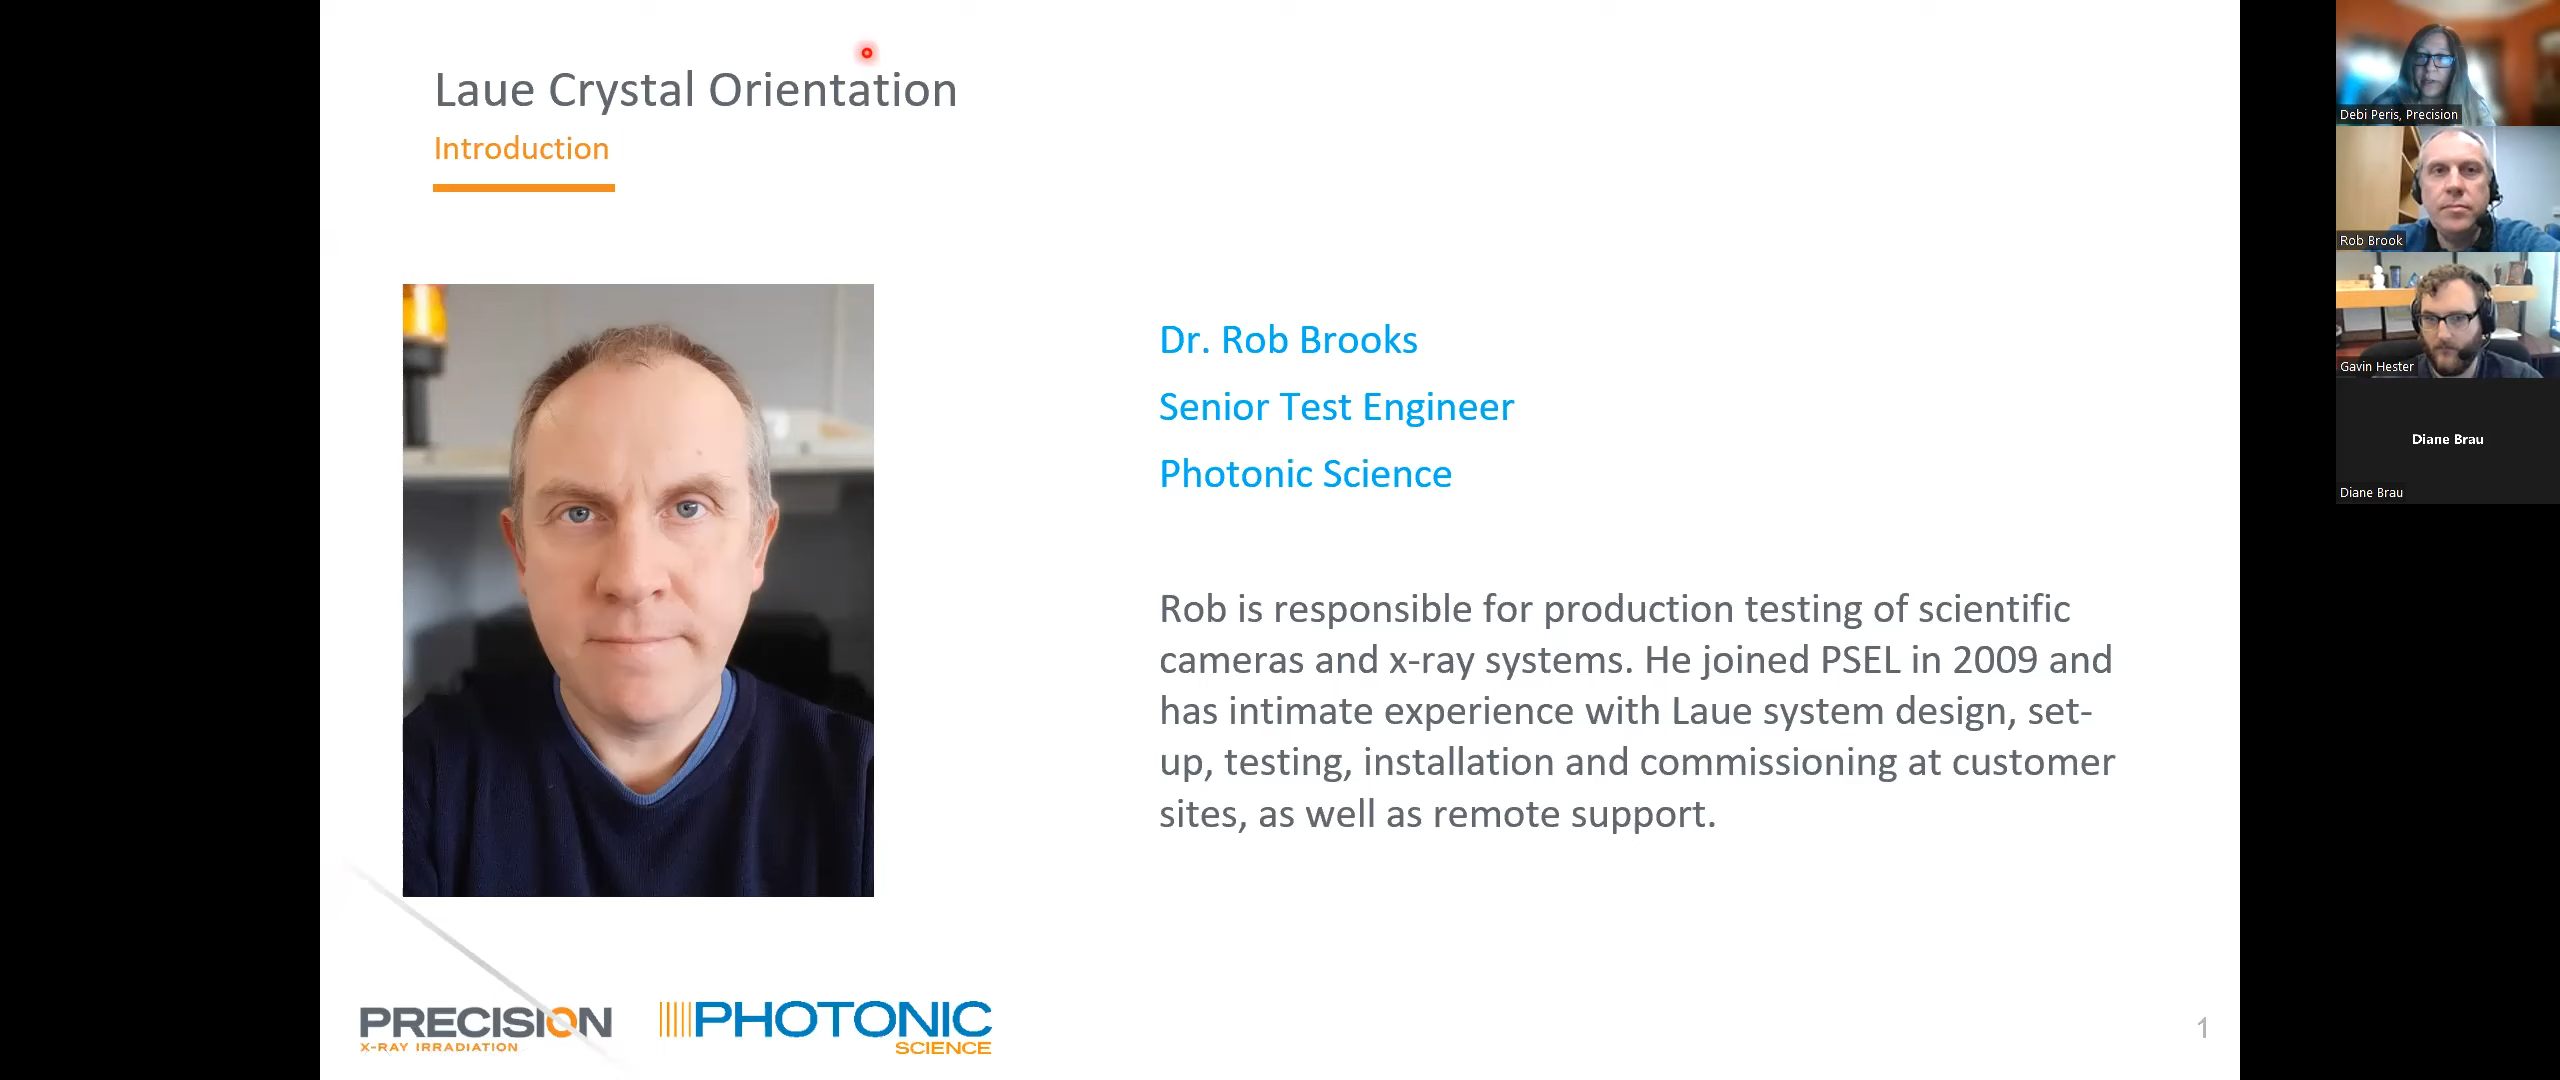 Laue Crystal Orientation
Introduction
Dr. Rob Brooks
Senior Test Engineer
Photonic Science
Rob is responsible for production testing of scientific
cameras and x-ray systems. He joined PSEL in 2009 and
has intimate experience with Laue system design, set-
up, testing, installation and commissioning at customer
sites, as well as remote support.
PRECISION
X-RAY IRRADIATION
PHOTONIC
SCIENCE
1
Debi Peris, Precision
Rob Brook
Gavin Hester
Diane Brau
Diane Brau